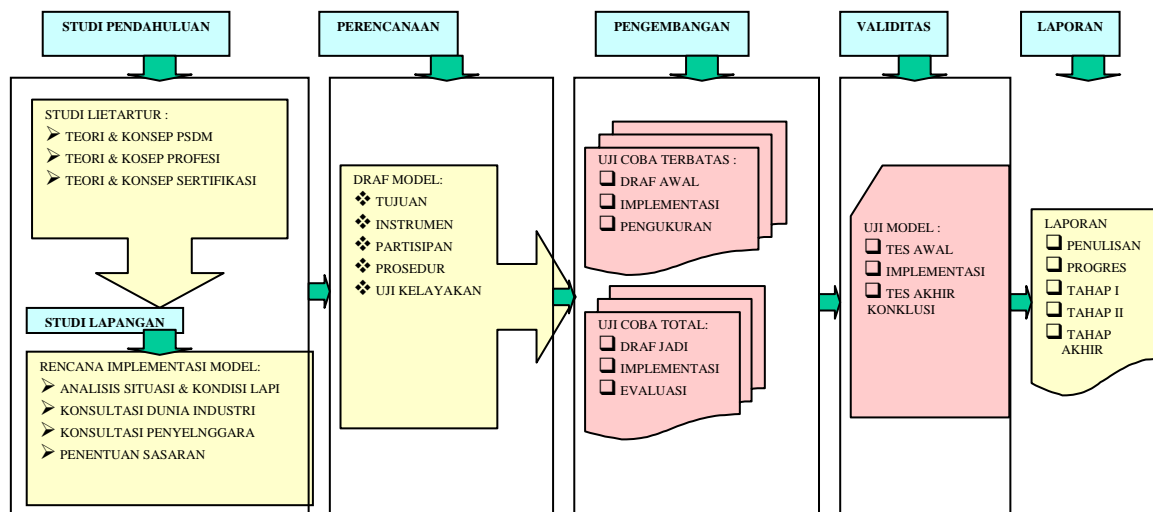 STUDI PENDAHULUAN
PERENCANAAN
PENGEMBANGAN
VALIDITAS
LAPORAN
STUDI LIETARTUR :
TEORI & KONSEP PSDM
TEORI & KOSEP PROFESI
TEORI & KONSEP SERTIFIKASI
STUDI LAPANGAN
RENCANA IMPLEMENTASI MODEL:
ANALISIS SITUASI & KONDISI LAPI
KONSULTASI DUNIA INDUSTRI
KONSULTASI PENYELNGGARA
PENENTUAN SASARAN
DRAF MODEL:
TUJUAN
INSTRUMEN
PARTISIPAN
PROSEDUR
UJI KELAYAKAN
UJI COBA TERBATAS :
DRAF AWAL
IMPLEMENTASI
PENGUKURAN
UJI COBA TOTAL:
DRAF JADI
IMPLEMENTASI
EVALUASI
UJI MODEL :
TES AWAL
IMPLEMENTASI
TES AKHIR
KONKLUSI
LAPORAN
PENULISAN
PROGRES
TAHAP I
TAHAP II
TAHAP
AKHIR